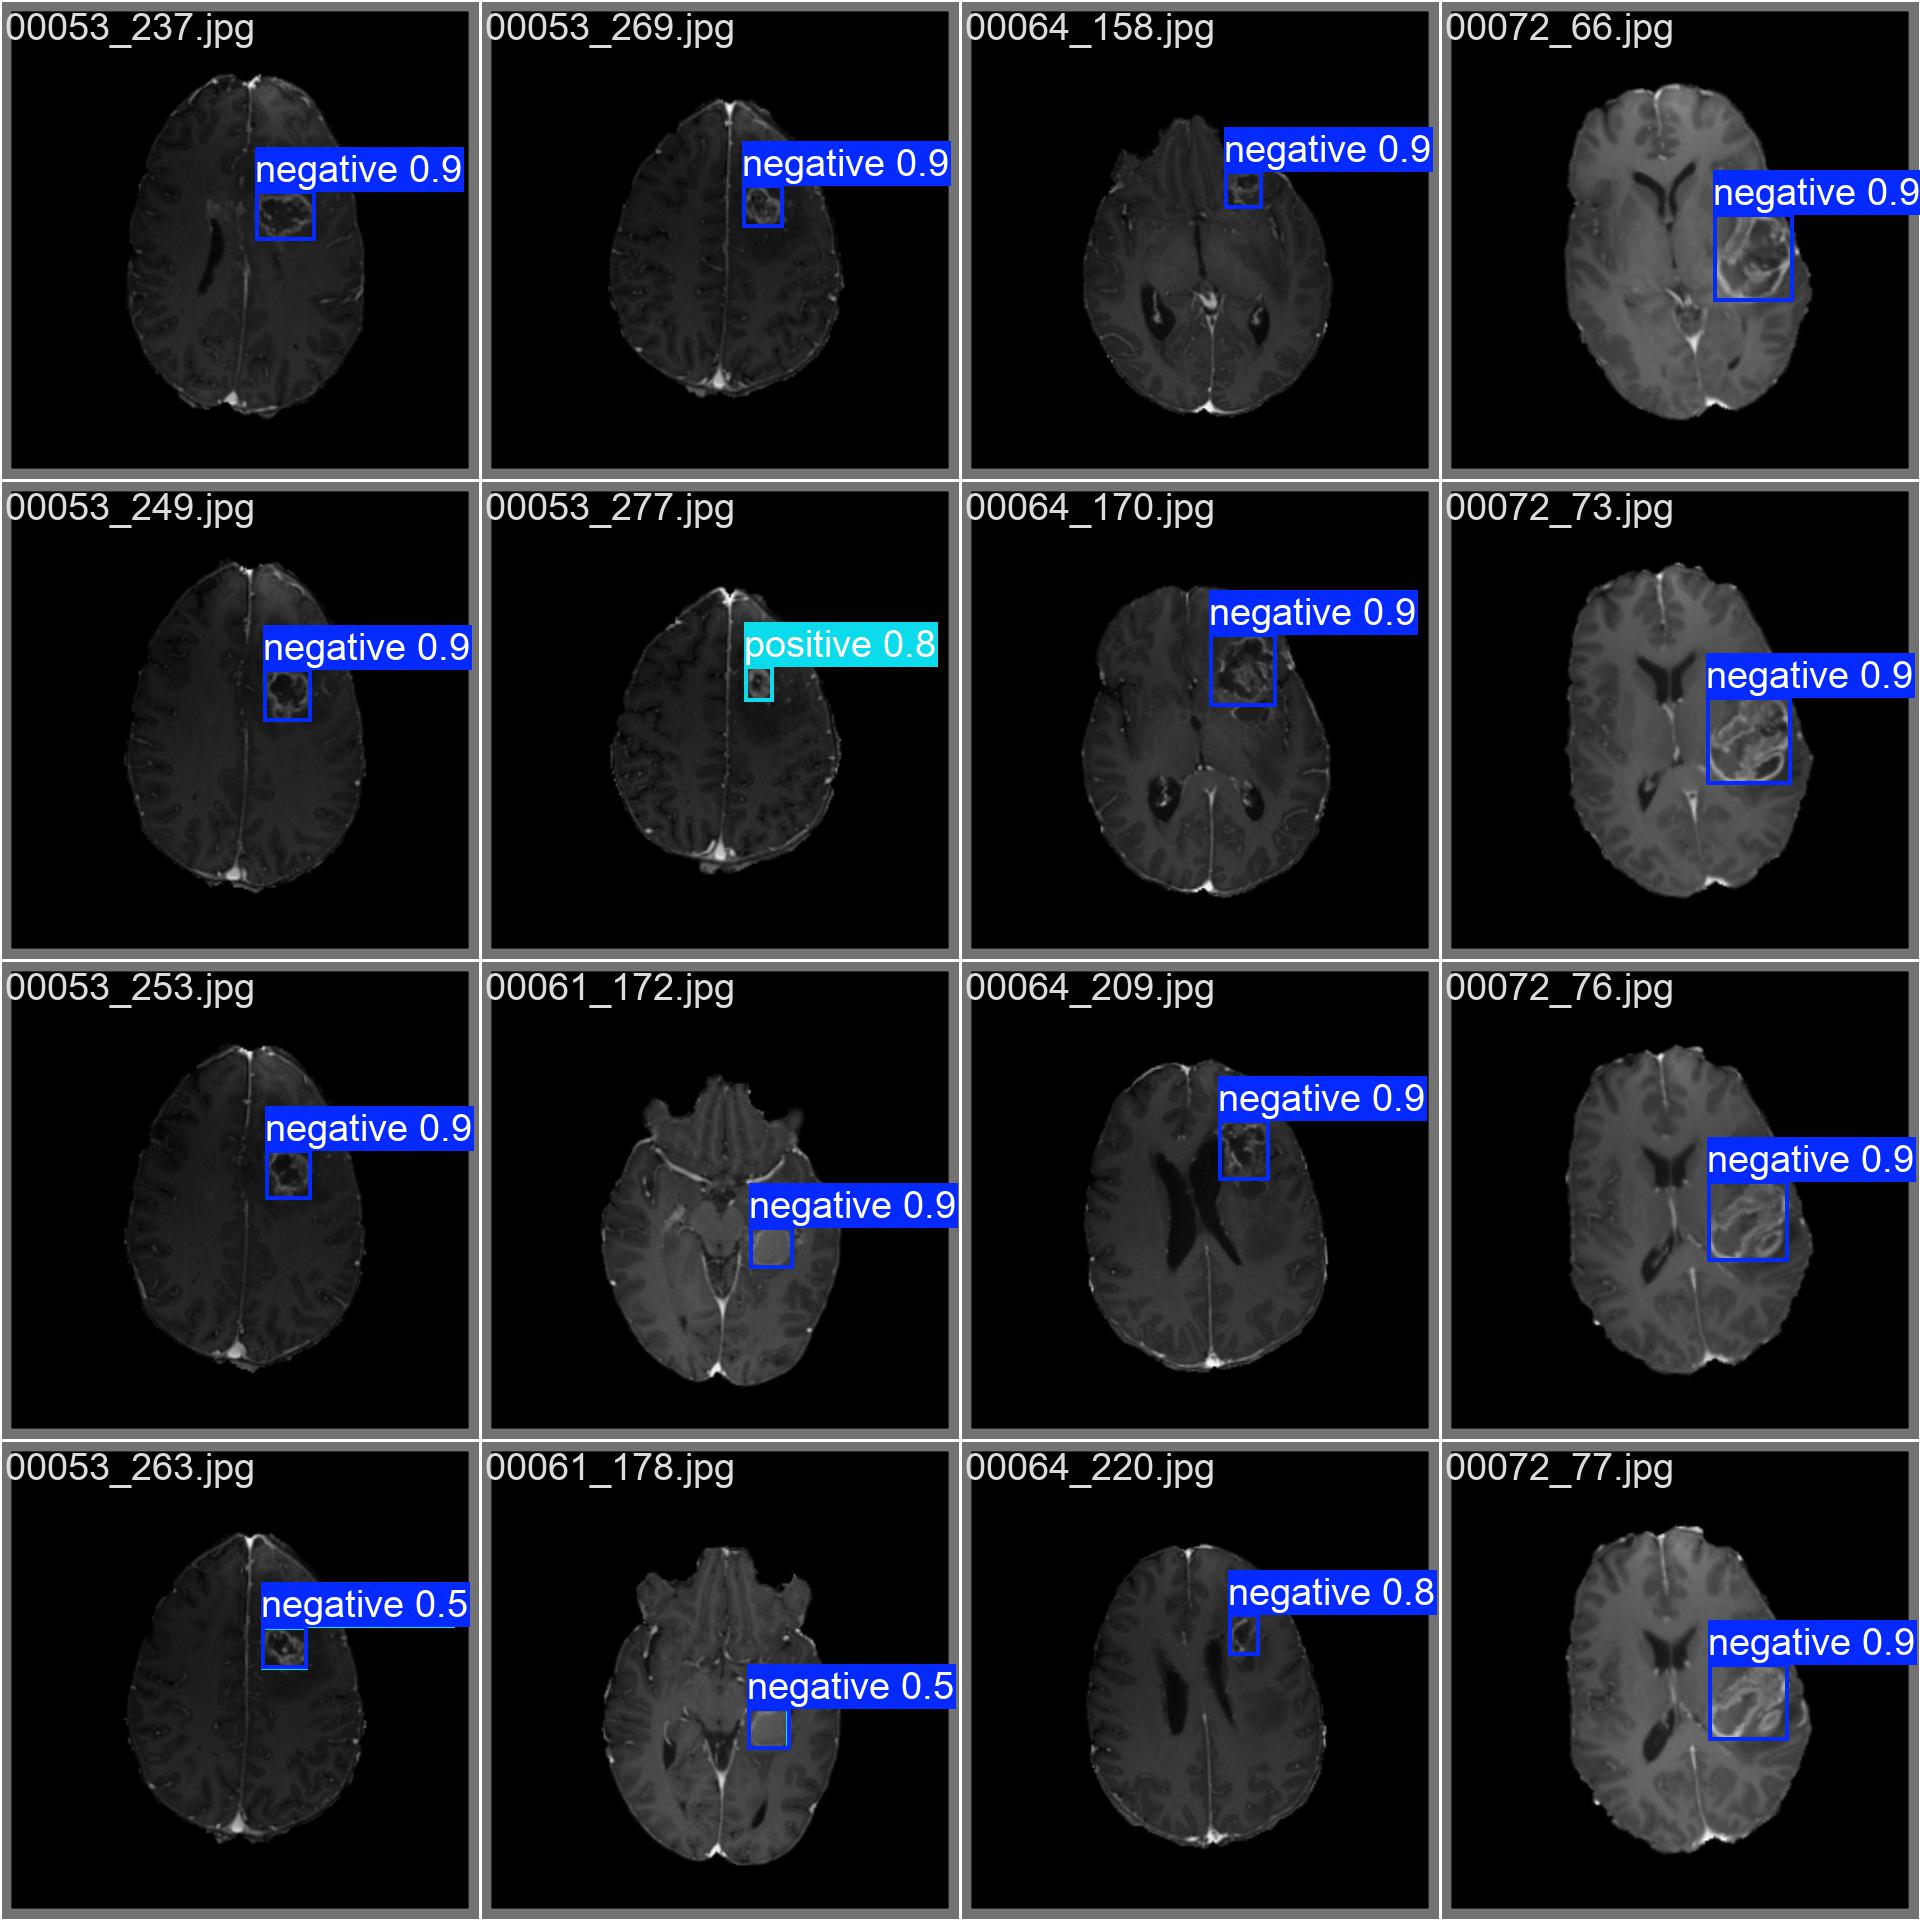 00053_237.jpg
negative 0.9
00053_269.jpg
negative 0.9
00064_158.jpg
negative 0.9
00072_66.jpg
negative 0.9
00053_249.jpg
negative 0.9
00053_277.jpg
positive 0.8
00064_170.jpg
negative 0.9
00072_73.jpg
negative 0.9
00053_253.jpg
negative 0.9
00061_172.jpg
negative 0.9
00064_209.jpg
negative 0.9
00072_76.jpg
negative 0.9
00053_263.jpg
negative 0.5
00061_178.jpg
negative 0.5
00064_220.jpg
negative 0.8
00072_77.jpg
negative 0.9